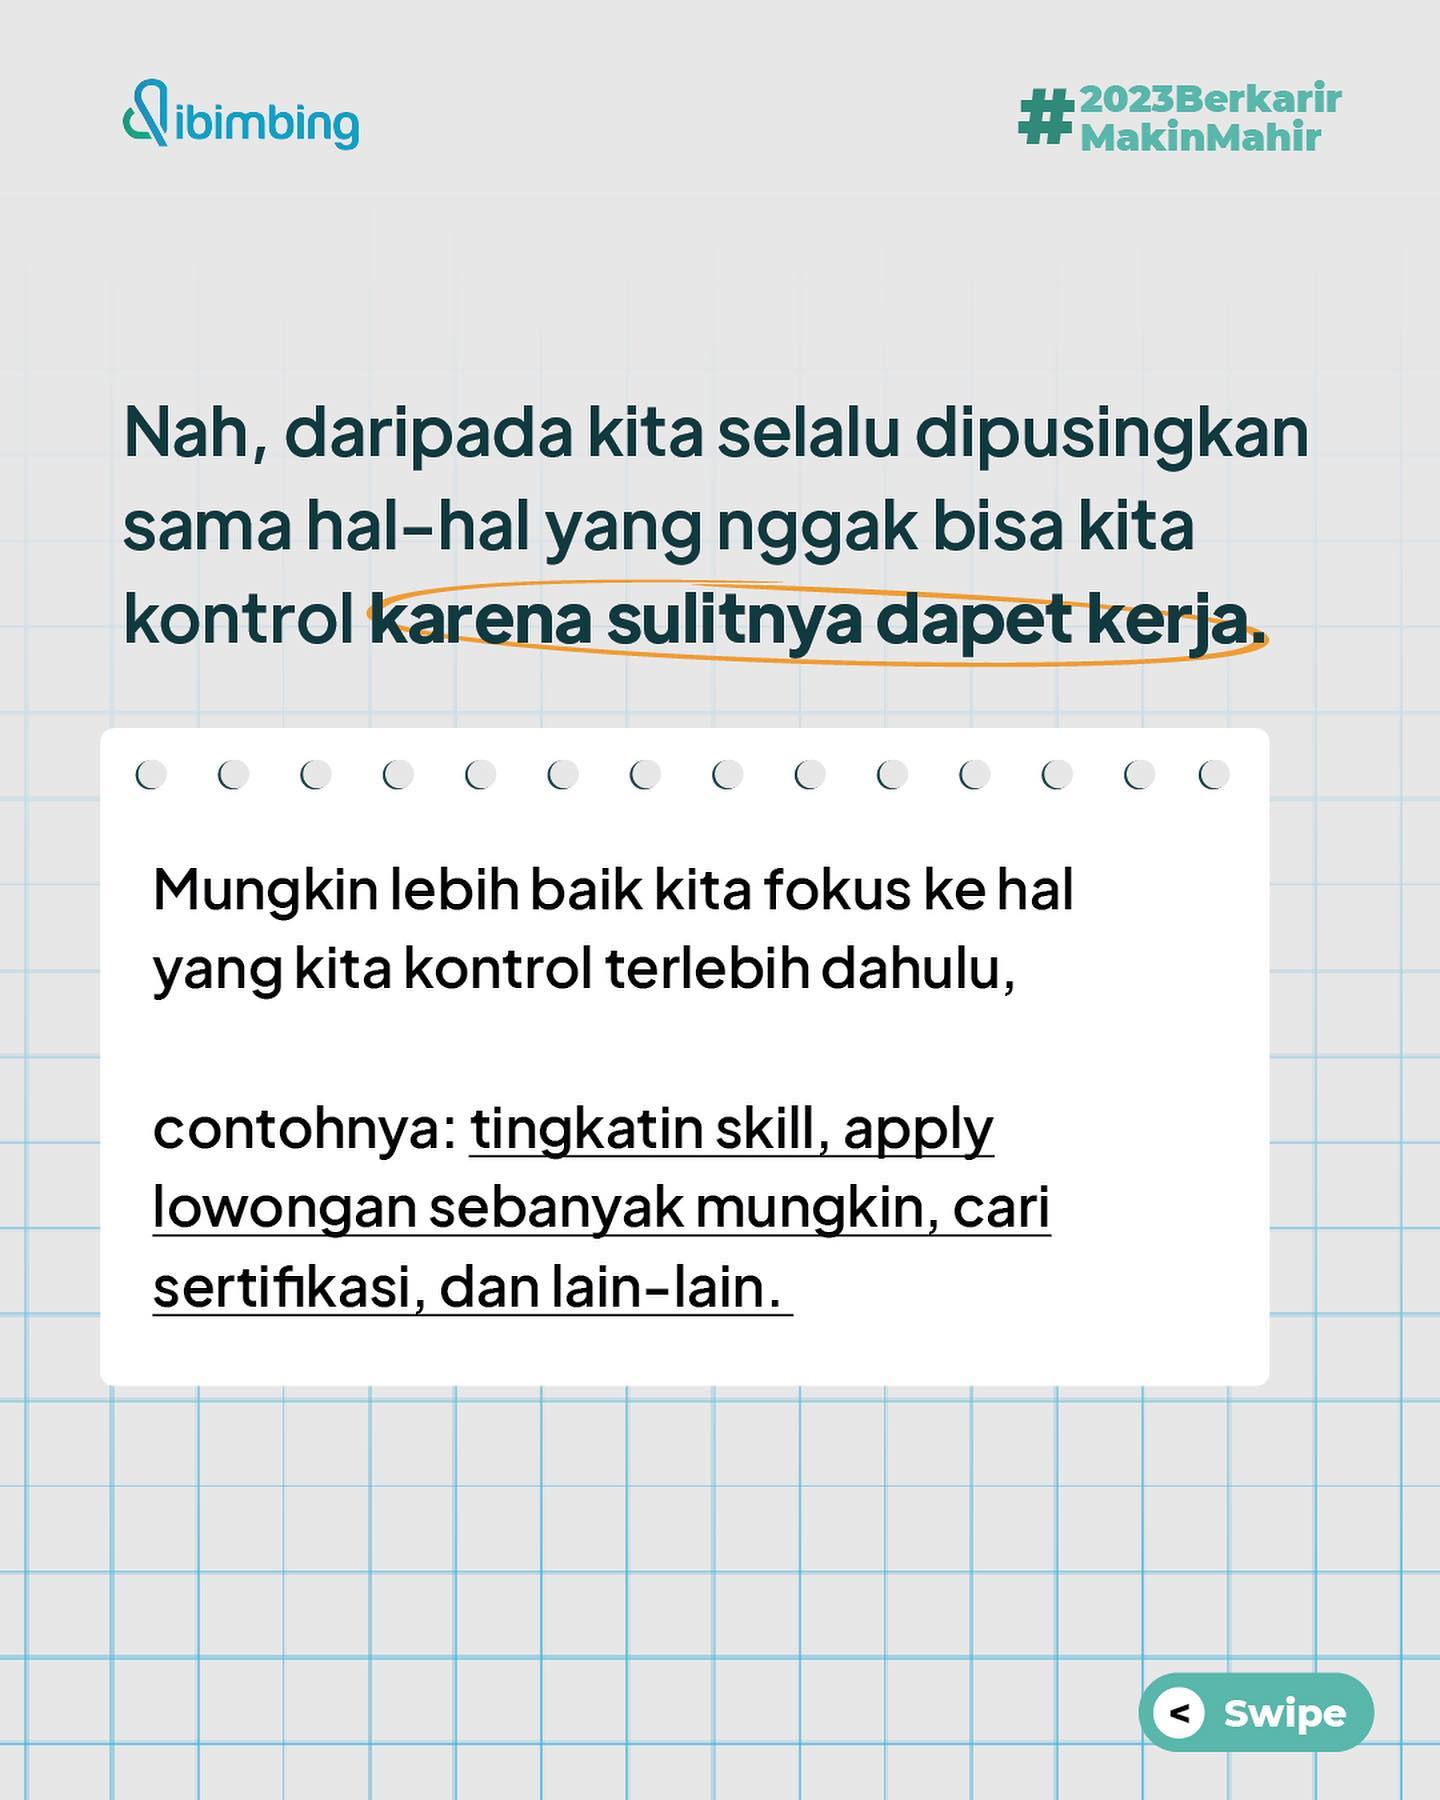 ibimbing
#2023Berkarir
MakinMahir
Nah, daripada kita selalu dipusingkan
sama hal-hal yang nggak bisa kita
kontrol karena sulitnya dapet kerja.
Mungkin lebih baik kita fokus ke hal
yang kita kontrol terlebih dahulu,
contohnya: tingkatin skill, apply
lowongan sebanyak mungkin, cari
sertifikasi, dan lain-lain.
< Swipe